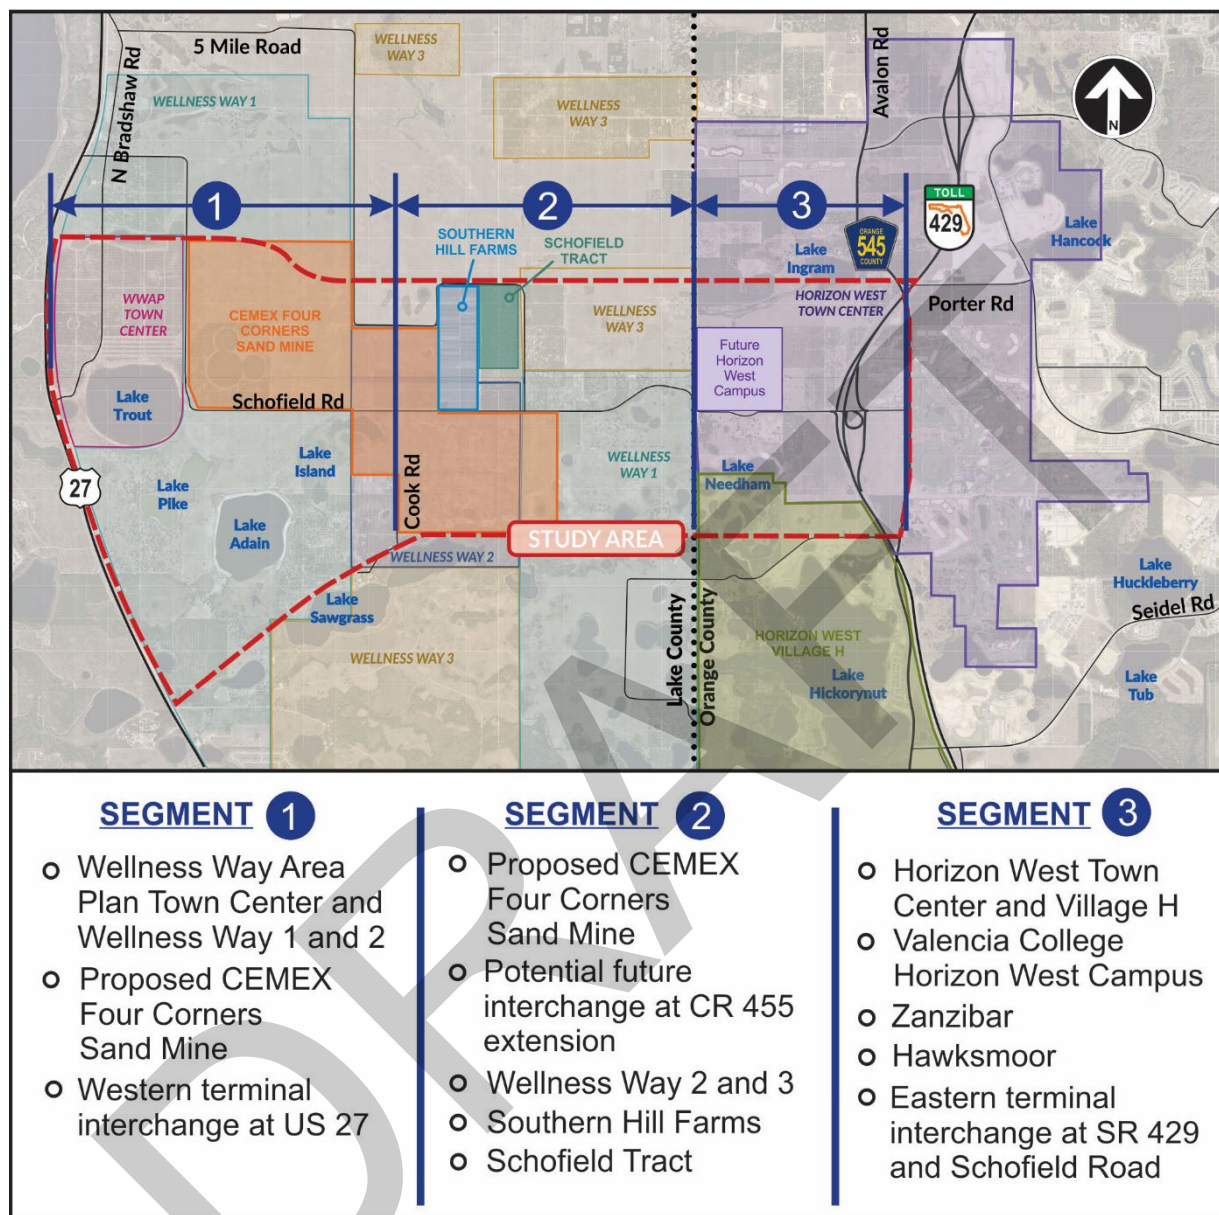 5 Mile Road
N Bradshaw Rd
WELLNESS
WAY 3
Avalon Rd
WELLNESS WAY 1
WELLNESS
WAY 3
N
1
2
3
TOLL
429
SOUTHERN
HILL FARMS
SCHOFIELD
TRACT
ORANGE
545
COUNTY
Lake
Ingram
Lake
Hancock
WWAP
TOWN
CENTER
CEMEX FOUR
CORNERS
SAND MINE
WELLNESS
WAY 3
HORIZON WEST
TOWN CENTER
Porter Rd
Future
Horizon
West
Campus
Lake
Trout
Schofield Rd
Lake
Island
Cook Rd
WELLNESS
WAY 1
Lake
Needham
27
Lake
Pike
Lake
Adain
STUDY AREA
WELLNESS WAY 2
Lake
Sawgrass
Lake
Huckleberry
Seidel Rd
WELLNESS WAY 3
Lake County
Orange County
HORIZON WEST
VILLAGE H
Lake
Hickorynut
Lake
Tub
DRAFT
SEGMENT 1
Wellness Way Area
Plan Town Center and
Wellness Way 1 and 2
Proposed CEMEX
Four Corners
Sand Mine
Western terminal
interchange at US 27
SEGMENT 2
Proposed CEMEX
Four Corners
Sand Mine
Potential future
interchange at CR 455
extension
Wellness Way 2 and 3
Southern Hill Farms
Schofield Tract
SEGMENT 3
Horizon West Town
Center and Village H
Valencia College
Horizon West Campus
Zanzibar
Hawksmoor
Eastern terminal
interchange at SR 429
and Schofield Road